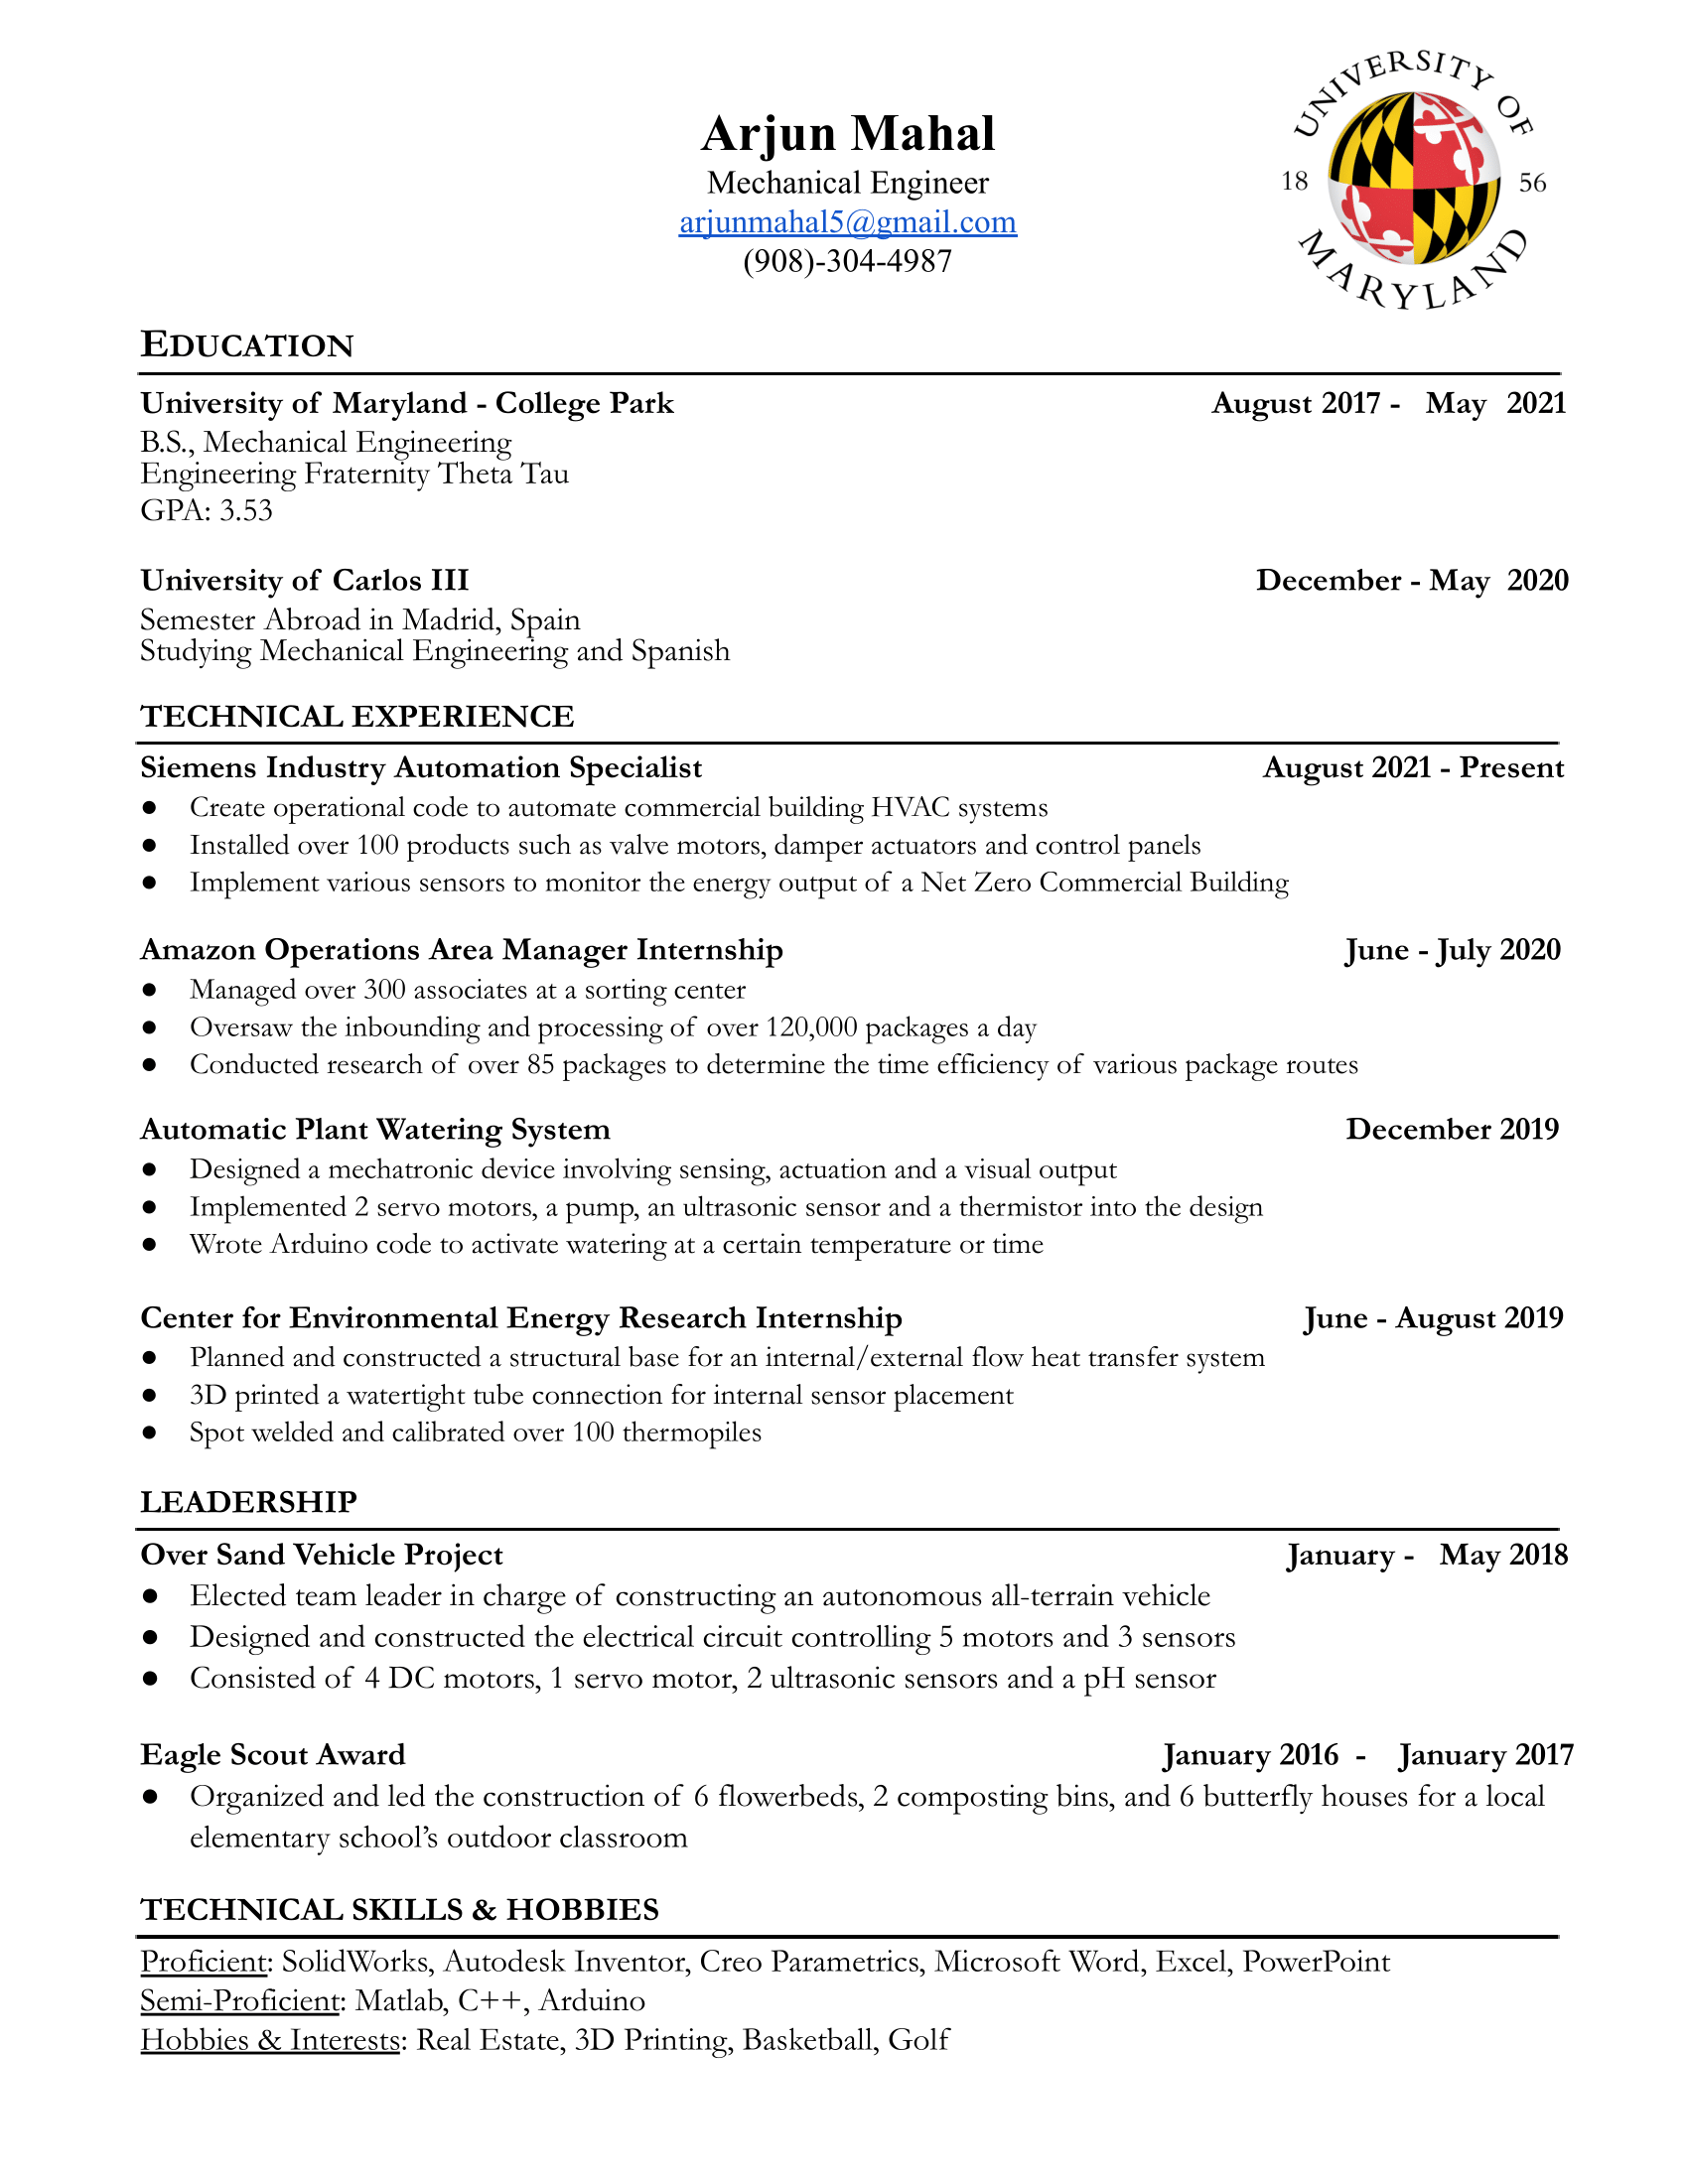 UNIVERSITY OF
18 56
MARYLAND
Arjun Mahal
Mechanical Engineer
arjunmahal5@gmail.com
(908)-304-4987
EDUCATION
University of Maryland - College Park August 2017 - May 2021
B.S., Mechanical Engineering
Engineering Fraternity Theta Tau
GPA: 3.53
University of Carlos III December - May 2020
Semester Abroad in Madrid, Spain
Studying Mechanical Engineering and Spanish
TECHNICAL EXPERIENCE
Siemens Industry Automation Specialist August 2021 - Present
● Create operational code to automate commercial building HVAC systems
● Installed over 100 products such as valve motors, damper actuators and control panels
● Implement various sensors to monitor the energy output of a Net Zero Commercial Building
Amazon Operations Area Manager Internship June - July 2020
● Managed over 300 associates at a sorting center
● Oversaw the inbounding and processing of over 120,000 packages a day
● Conducted research of over 85 packages to determine the time efficiency of various package routes
Automatic Plant Watering System December 2019
● Designed a mechatronic device involving sensing, actuation and a visual output
● Implemented 2 servo motors, a pump, an ultrasonic sensor and a thermistor into the design
● Wrote Arduino code to activate watering at a certain temperature or time
Center for Environmental Energy Research Internship June - August 2019
● Planned and constructed a structural base for an internal/external flow heat transfer system
● 3D printed a watertight tube connection for internal sensor placement
● Spot welded and calibrated over 100 thermopiles
LEADERSHIP
Over Sand Vehicle Project January - May 2018
● Elected team leader in charge of constructing an autonomous all-terrain vehicle
● Designed and constructed the electrical circuit controlling 5 motors and 3 sensors
● Consisted of 4 DC motors, 1 servo motor, 2 ultrasonic sensors and a pH sensor
Eagle Scout Award January 2016 - January 2017
● Organized and led the construction of 6 flowerbeds, 2 composting bins, and 6 butterfly houses for a local
elementary school's outdoor classroom
TECHNICAL SKILLS & HOBBIES
Proficient: SolidWorks, Autodesk Inventor, Creo Parametrics, Microsoft Word, Excel, PowerPoint
Semi-Proficient: Matlab, C++, Arduino
Hobbies & Interests: Real Estate, 3D Printing, Basketball, Golf